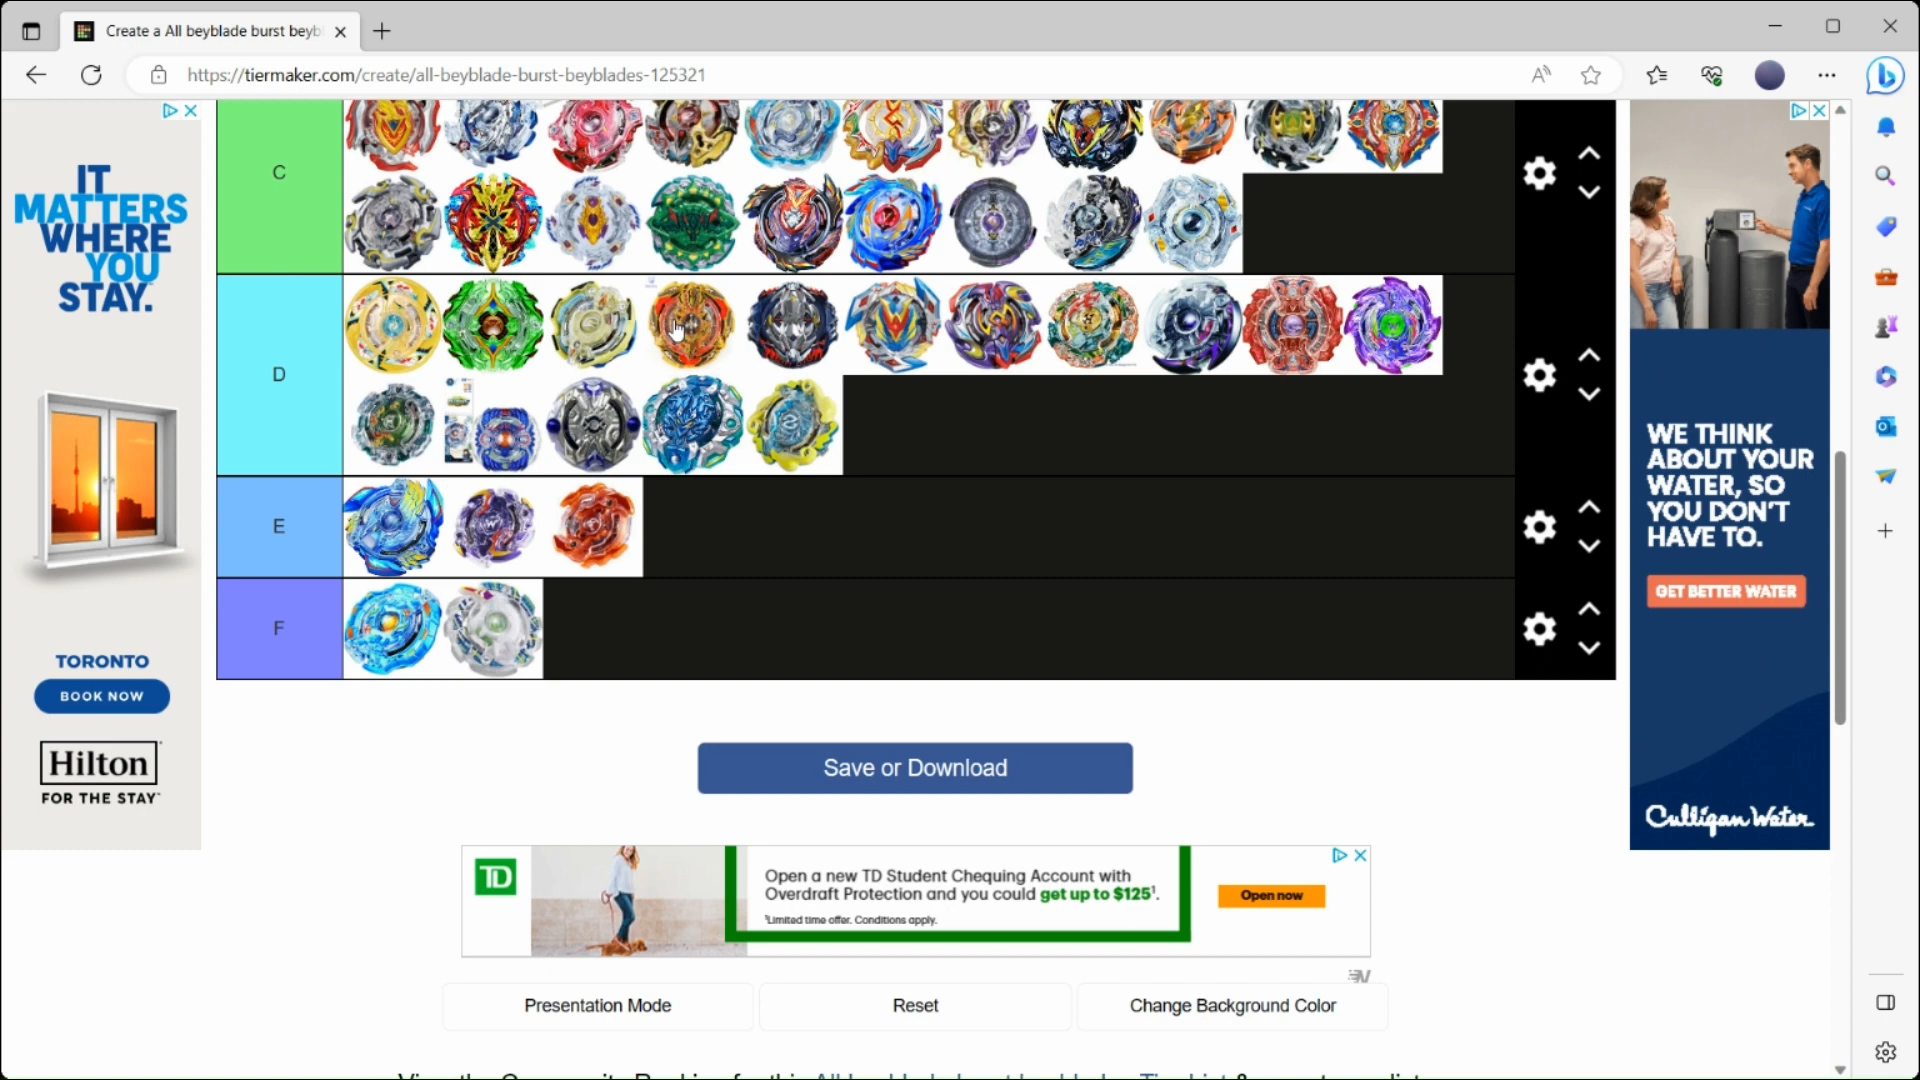 Create a All beyblade burst beybl
https://tiermaker.com/create/all-beyblade-burst-beyblades-125321
IT
MATTERS
WHERE
YOU
STAY.
TORONTO
BOOK NOW
Hilton
FOR THE STAY
C
D
E
F
WE THINK
ABOUT YOUR
WATER, SO
YOU DON'T
HAVE TO.
GET BETTER WATER
Culligan Water
Save or Download
TD
Open a new TD Student Chequing Account with
Overdraft Protection and you could get up to $125¹.
¹Limited time offer. Conditions apply.
Open now
Presentation Mode
Reset
Change Background Color